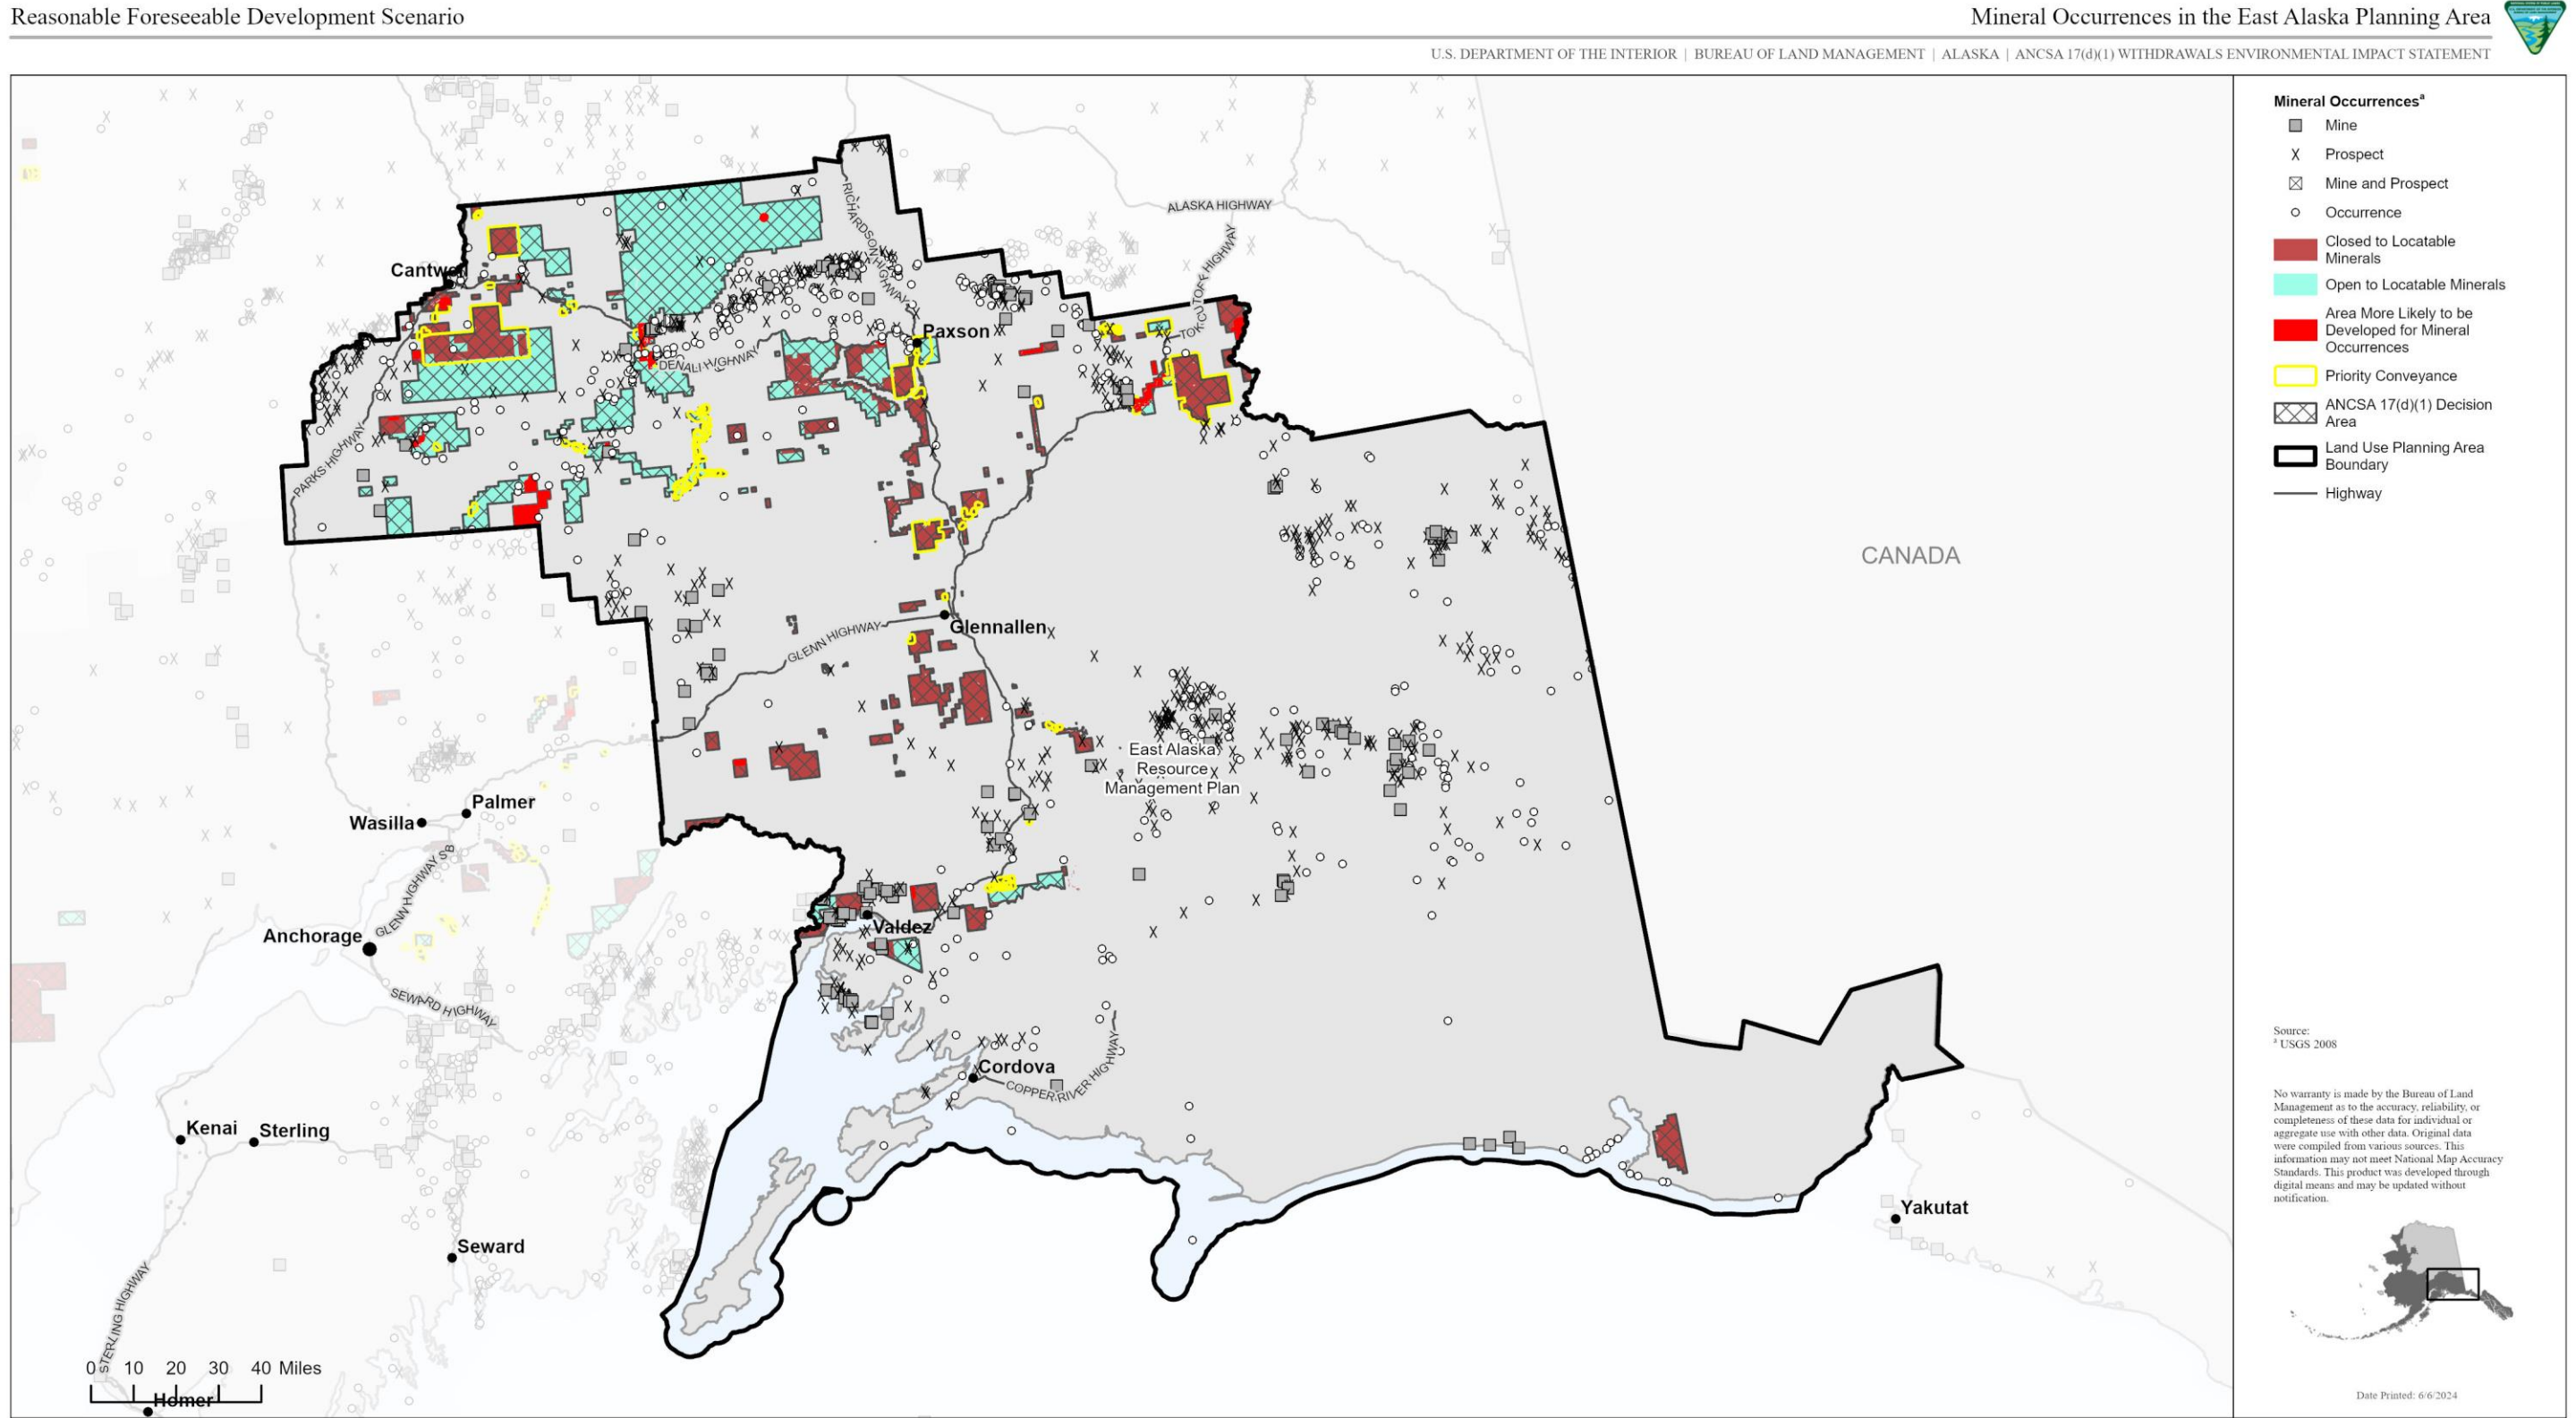 Reasonable Foreseeable Development Scenario
Mineral Occurrences in the East Alaska Planning Area
U.S. DEPARTMENT OF THE INTERIOR | BUREAU OF LAND MANAGEMENT | ALASKA | ANCSA 17(d)(1) WITHDRAWALS ENVIRONMENTAL IMPACT STATEMENT
ALASKA HIGHWAY
RICHARDSON HIGHWAY
TOK CUTOFF HIGHWAY
Cantwell
Paxson
DENALI HIGHWAY
PARKS HIGHWAY
CANADA
Glennallen
GLENN HIGHWAY
East Alaska
Resource
Management Plan
Palmer
Wasilla
GLENN HIGHWAY SB
Anchorage
Valdez
SEWARD HIGHWAY
Cordova
COPPER RIVER HIGHWAY
Kenai
Sterling
Yakutat
Seward
STERLING HIGHWAY
0 10 20 30 40 Miles
Homer
Mineral Occurrencesᵃ
Mine
Prospect
Mine and Prospect
Occurrence
Closed to Locatable
Minerals
Open to Locatable Minerals
Area More Likely to be
Developed for Mineral
Occurrences
Priority Conveyance
ANCSA 17(d)(1) Decision
Area
Land Use Planning Area
Boundary
Highway
Source:
ᵃ USGS 2008
No warranty is made by the Bureau of Land
Management as to the accuracy, reliability, or
completeness of these data for individual or
aggregate use with other data. Original data
were compiled from various sources. This
information may not meet National Map Accuracy
Standards. This product was developed through
digital means and may be updated without
notification.
Date Printed: 6/6/2024